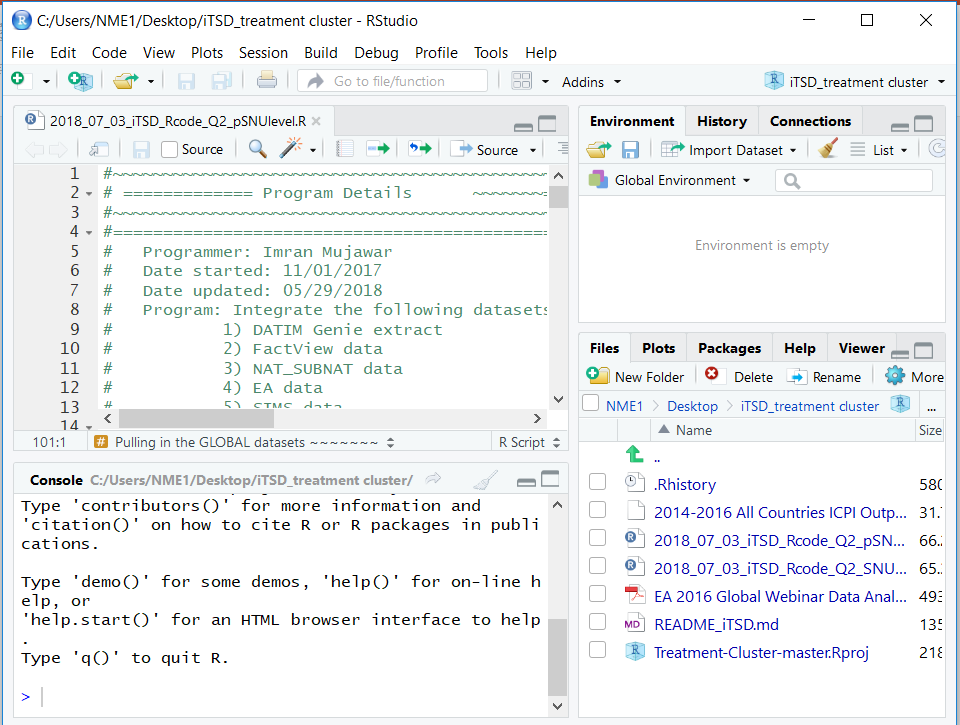 C:/Users/NME1/Desktop/iTSD_treatment cluster - RStudio
File Edit Code View Plots Session Build Debug Profile Tools Help
Go to file/function Addins iTSD_treatment cluster
2018_07_03_iTSD_Rcode_Q2_pSNUlevel.R
Source Source
1 #~~~~~~~~~~~~~~~~~~~~~~~~~~~~~~~~~~~~~~~~~~~~
2 # ============= Program Details ~~~~~~~=
3 #~~~~~~~~~~~~~~~~~~~~~~~~~~~~~~~~~~~~~~~~~~~~
4 #============================================
5 # Programmer: Imran Mujawar
6 # Date started: 11/01/2017
7 # Date updated: 05/29/2018
8 # Program: Integrate the following datasets
9 # 1) DATIM Genie extract
10 # 2) FactView data
11 # 3) NAT_SUBNAT data
12 # 4) EA data
13 # 5) SIMS data
14
101:1 # Pulling in the GLOBAL datasets ~~~~~~~ R Script
Console C:/Users/NME1/Desktop/iTSD_treatment cluster/
Type 'contributors()' for more information and
'citation()' on how to cite R or R packages in publi
cations.
Type 'demo()' for some demos, 'help()' for on-line h
elp, or
'help.start()' for an HTML browser interface to help
.
Type 'q()' to quit R.
>
Environment History Connections
Import Dataset List
Global Environment
Environment is empty
Files Plots Packages Help Viewer
New Folder Delete Rename More
NME1 Desktop iTSD_treatment cluster ...
Name Size
..
.Rhistory 580
2014-2016 All Countries ICPI Outp... 31.
2018_07_03_iTSD_Rcode_Q2_pSN... 66.
2018_07_03_iTSD_Rcode_Q2_SNU... 65.
EA 2016 Global Webinar Data Anal... 493
README_iTSD.md 135
Treatment-Cluster-master.Rproj 218